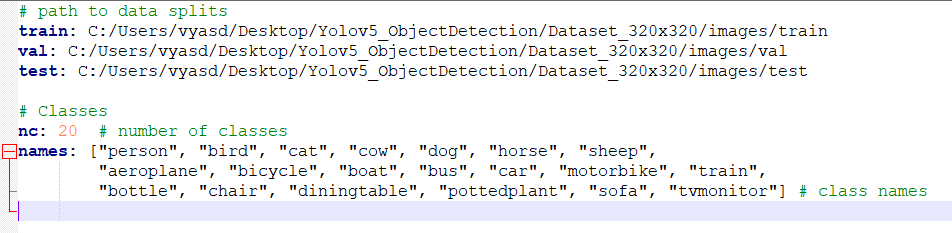 # path to data splits
train: C:/Users/vyasd/Desktop/Yolov5_ObjectDetection/Dataset_320x320/images/train
val: C:/Users/vyasd/Desktop/Yolov5_ObjectDetection/Dataset_320x320/images/val
test: C:/Users/vyasd/Desktop/Yolov5_ObjectDetection/Dataset_320x320/images/test
# Classes
nc: 20  # number of classes
names: ["person", "bird", "cat", "cow", "dog", "horse", "sheep",
"aeroplane", "bicycle", "boat", "bus", "car", "motorbike", "train",
"bottle", "chair", "diningtable", "pottedplant", "sofa", "tvmonitor"] # class names